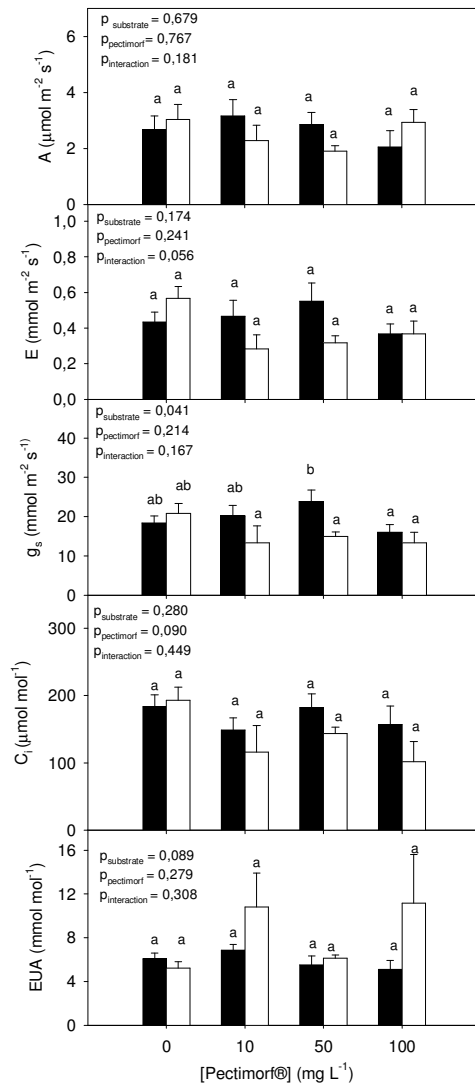 p substrate = 0,679
p pectimorf = 0,767
p interaction = 0,181
A (μmol m-2 s-1)
6
4
2
0
a a a a a a a a
p substrate = 0,174
p pectimorf = 0,241
p interaction = 0,056
E (mmol m-2 s-1)
1,0
0,8
0,6
0,4
0,2
0,0
a a a a a a a a
p substrate = 0,041
p pectimorf = 0,214
p interaction = 0,167
gs (mmol m-2 s-1)
40
30
20
10
0
ab ab ab a b a a a
p substrate = 0,280
p pectimorf = 0,090
p interaction = 0,449
Ci (μmol mol-1)
300
200
100
0
a a a a a a a a
p substrate = 0,089
p pectimorf = 0,279
p interaction = 0,308
EUA (mmol mol-1)
16
12
8
4
0
a a a a a a a a
0 10 50 100
[Pectimorf®] (mg L-1)